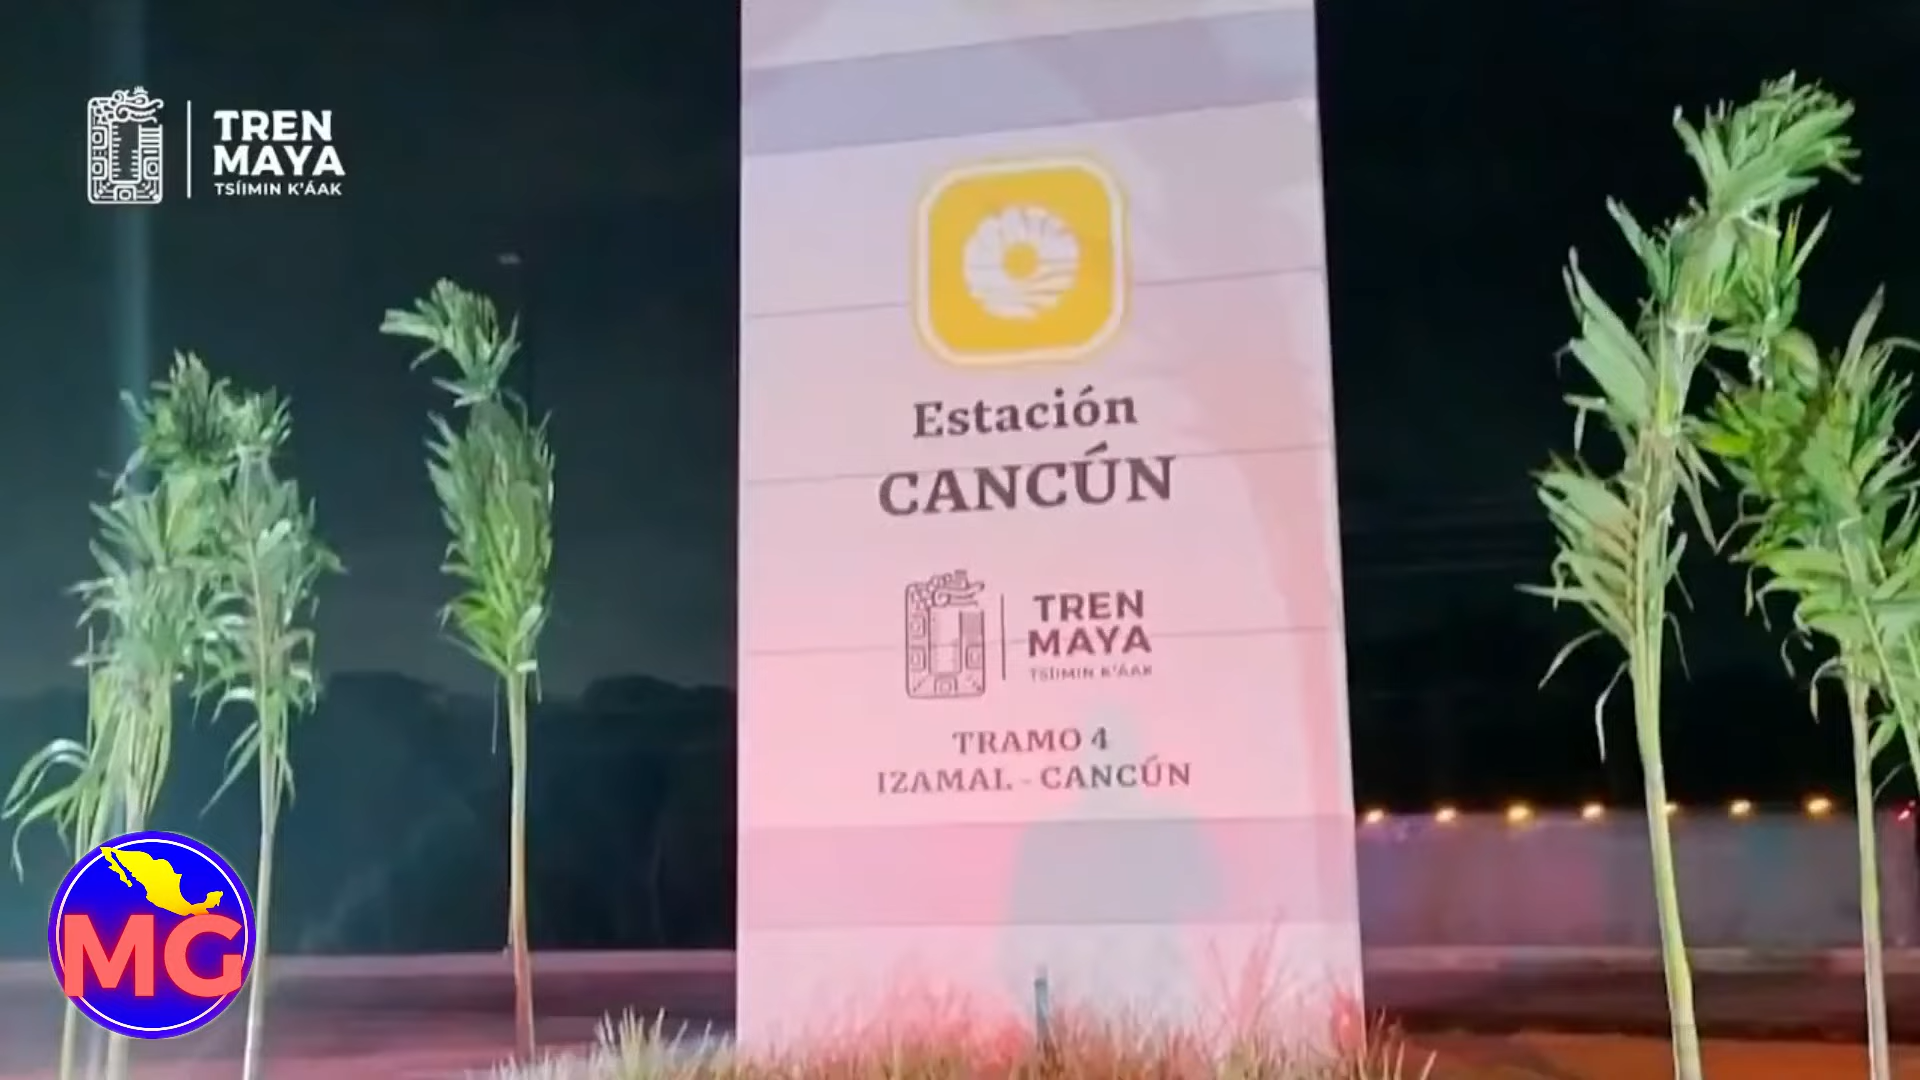 TREN
MAYA
TSÍIMIN K'ÁAK
Estación
CANCÚN
TREN
MAYA
TSÍIMIN K'ÁAK
TRAMO 4
IZAMAL - CANCÚN
MG